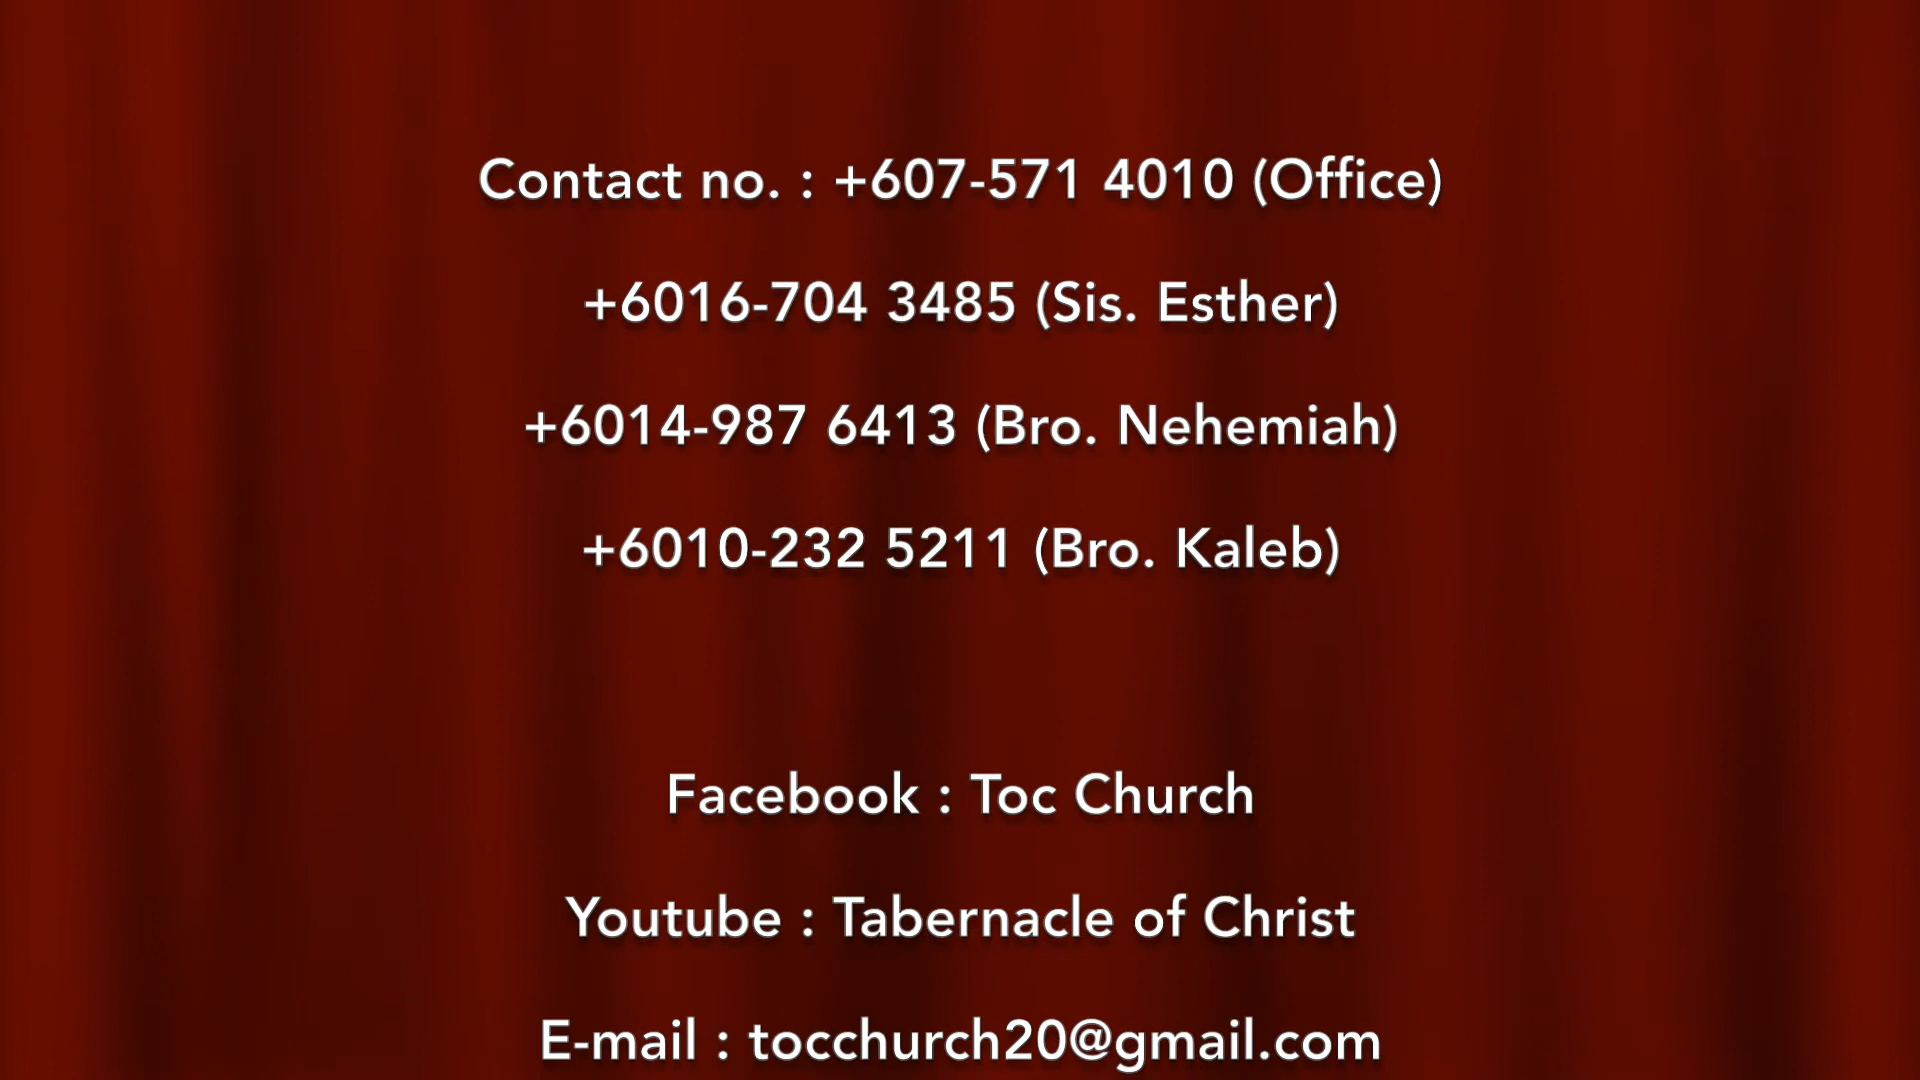 Contact no. : +607-571 4010 (Office)
+6016-704 3485 (Sis. Esther)
+6014-987 6413 (Bro. Nehemiah)
+6010-232 5211 (Bro. Kaleb)
Facebook : Toc Church
Youtube : Tabernacle of Christ
E-mail : tocchurch20@gmail.com